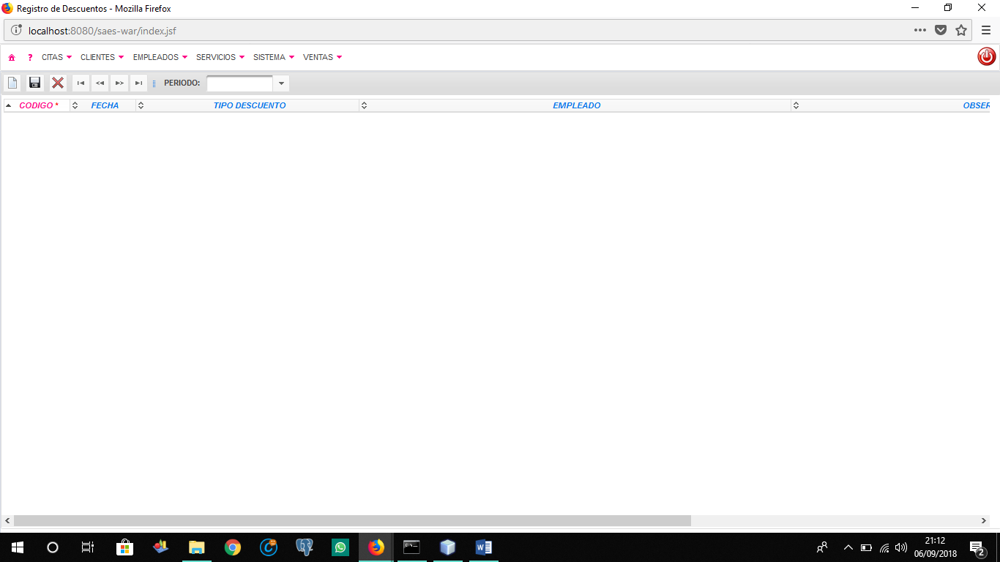 Registro de Descuentos - Mozilla Firefox
localhost:8080/saes-war/index.jsf
? CITAS CLIENTES EMPLEADOS SERVICIOS SISTEMA VENTAS
PERIODO:
CODIGO * FECHA TIPO DESCUENTO EMPLEADO OBSER
21:12
06/09/2018
2